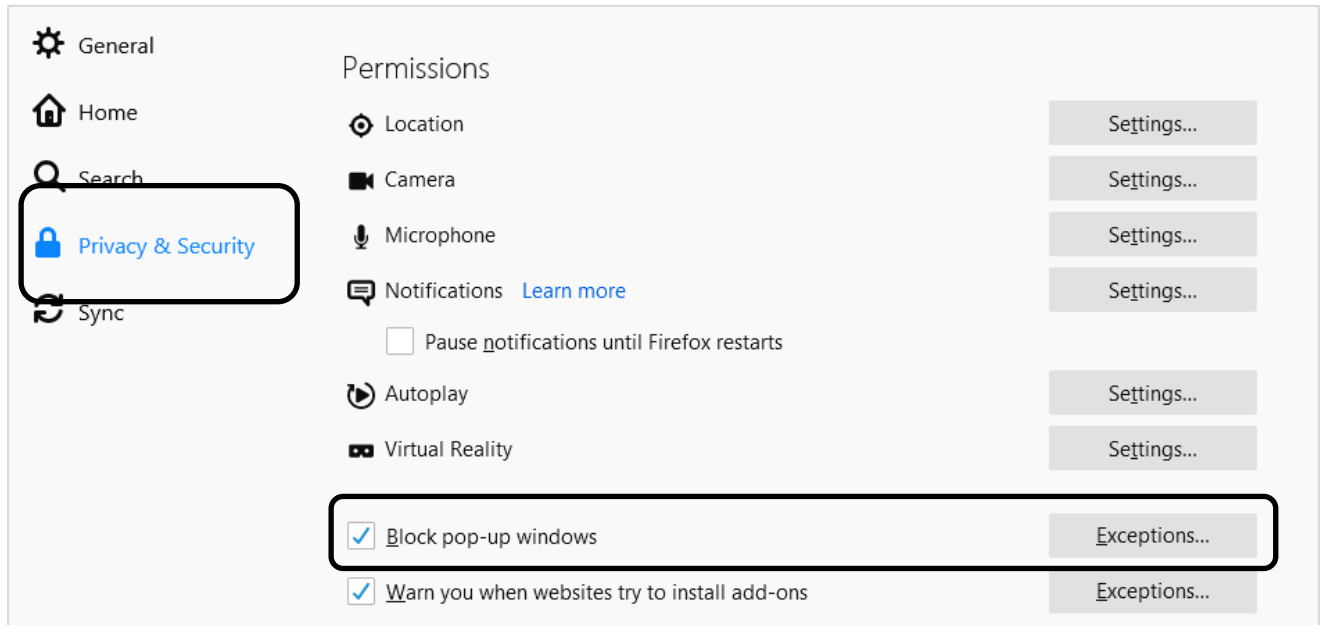 General
Home
Search
Privacy & Security
Sync
Permissions
Location Settings...
Camera Settings...
Microphone Settings...
Notifications Learn more Settings...
Pause notifications until Firefox restarts
Autoplay Settings...
Virtual Reality Settings...
Block pop-up windows Exceptions...
Warn you when websites try to install add-ons Exceptions...